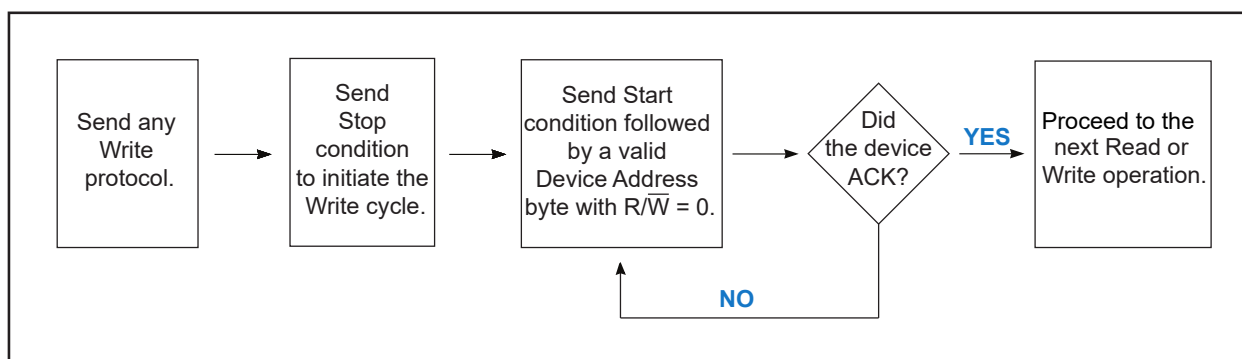 Send any
Write
protocol.
Send
Stop
condition
to initiate the
Write cycle.
Send Start
condition followed
by a valid
Device Address
byte with R/W̅ = 0.
Did
the device
ACK?
YES
Proceed to the
next Read or
Write operation.
NO